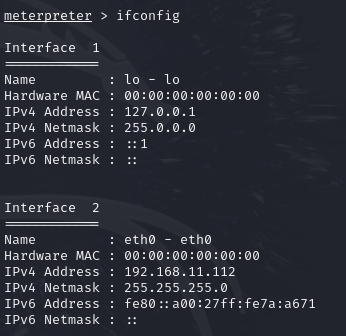 meterpreter > ifconfig
Interface  1
============
Name         : lo - lo
Hardware MAC : 00:00:00:00:00:00
IPv4 Address : 127.0.0.1
IPv4 Netmask : 255.0.0.0
IPv6 Address : ::1
IPv6 Netmask : ::
Interface  2
============
Name         : eth0 - eth0
Hardware MAC : 00:00:00:00:00:00
IPv4 Address : 192.168.11.112
IPv4 Netmask : 255.255.255.0
IPv6 Address : fe80::a00:27ff:fe7a:a671
IPv6 Netmask : ::